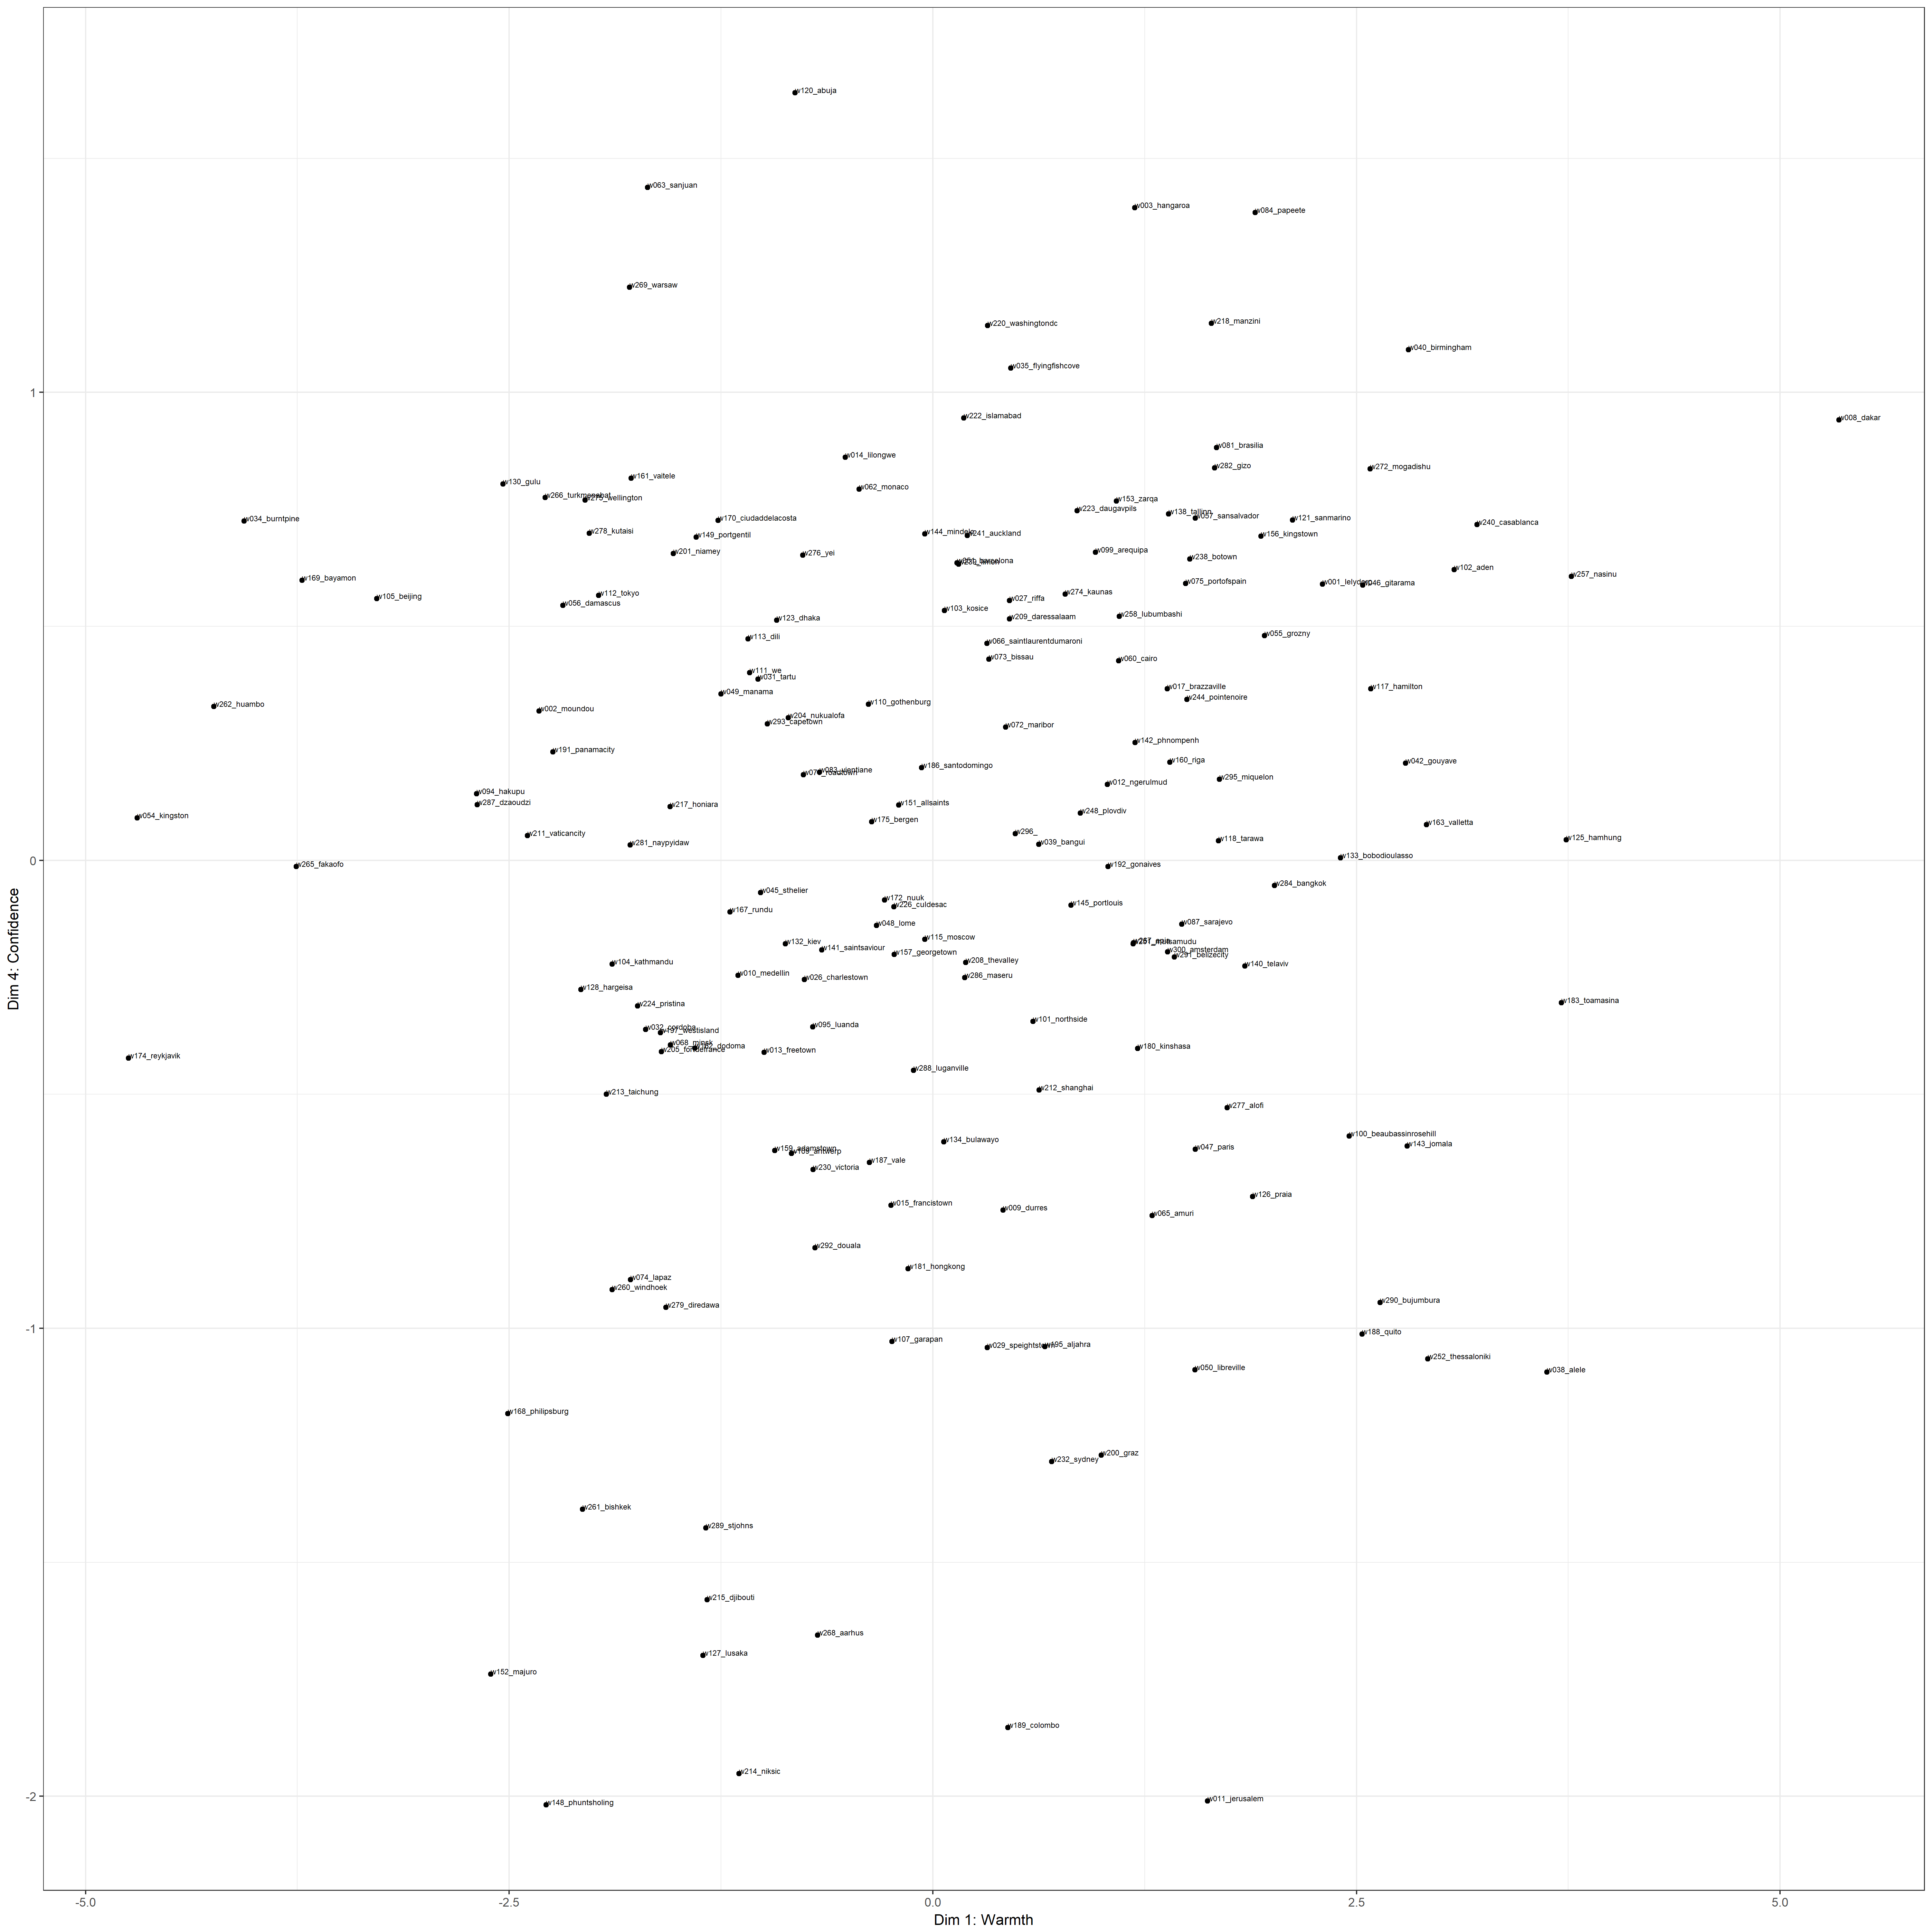 w120_abuja
w063_sanjuan
w003_hangaroa
w084_papeete
w269_warsaw
w220_washingtondc
w218_manzini
w040_birmingham
w035_flyingfishcove
1
w222_islamabad
w008_dakar
w081_brasilia
w014_lilongwe
w282_gizo
w272_mogadishu
w161_vaitele
w130_gulu
w062_monaco
w266_turkmenabat
w275_wellington
w153_zarqa
w223_daugavpils
w138_tallinn
w057_sansalvador
w121_sanmarino
w034_burntpine
w170_ciudaddelacosta
w240_casablanca
w278_kutaisi
w149_portgentil
w144_mindelo
w241_auckland
w156_kingstown
w201_niamey
w276_yei
w099_arequipa
w238_botown
w102_aden
w257_nasinu
w169_bayamon
w075_portofspain
w001_lelydorp
w046_gitarama
w105_beijing
w112_tokyo
w274_kaunas
w056_damascus
w027_riffa
w103_kosice
w123_dhaka
w209_daressalaam
w258_lubumbashi
w113_dili
w055_grozny
w066_saintlaurentdumaroni
w073_bissau
w060_cairo
w111_we
w031_tartu
w049_manama
w017_brazzaville
w117_hamilton
w244_pointenoire
w262_huambo
w110_gothenburg
w002_moundou
w204_nukualofa
w293_capetown
w072_maribor
w191_panamacity
w142_phnompenh
w160_riga
w042_gouyave
w186_santodomingo
w083_vientiane
w295_miquelon
w012_ngerulmud
w094_hakupu
w287_dzaoudzi
w217_honiara
w151_allsaints
w248_plovdiv
w054_kingston
w175_bergen
w163_valletta
w211_vaticancity
w296_
w281_naypyidaw
w039_bangui
w118_tarawa
w125_hamhung
0
w133_bobodioulasso
w265_fakaofo
w192_gonaives
w284_bangkok
w045_sthelier
w172_nuuk
w226_culdesac
w145_portlouis
w167_rundu
w048_lome
w087_sarajevo
w115_moscow
w132_kiev
w141_saintsaviour
w157_georgetown
w300_amsterdam
w291_belizecity
w208_thevalley
w104_kathmandu
w140_telaviv
w010_medellin
w026_charlestown
w286_maseru
w128_hargeisa
w224_pristina
w183_toamasina
w032_cordoba
w197_westisland
w095_luanda
w101_northside
w068_minsk
w205_fortdefrance
w013_freetown
w180_kinshasa
w174_reykjavik
w288_luganville
w212_shanghai
w213_taichung
w277_alofi
w100_beaubassinrosehill
w134_bulawayo
w143_jomala
w159_adamstown
w047_paris
w187_vale
w230_victoria
w126_praia
w015_francistown
w009_durres
w065_amuri
w292_douala
w181_hongkong
w074_lapaz
w260_windhoek
w279_diredawa
w290_bujumbura
-1
w188_quito
w107_garapan
w029_speightstown
w195_aljahra
w252_thessaloniki
w050_libreville
w038_alele
w168_philipsburg
w200_graz
w232_sydney
w261_bishkek
w289_stjohns
w215_djibouti
w268_aarhus
w127_lusaka
w152_majuro
w189_colombo
w214_niksic
-2
w011_jerusalem
w148_phuntsholing
-5.0
-2.5
0.0
2.5
5.0
Dim 1: Warmth
Dim 4: Confidence